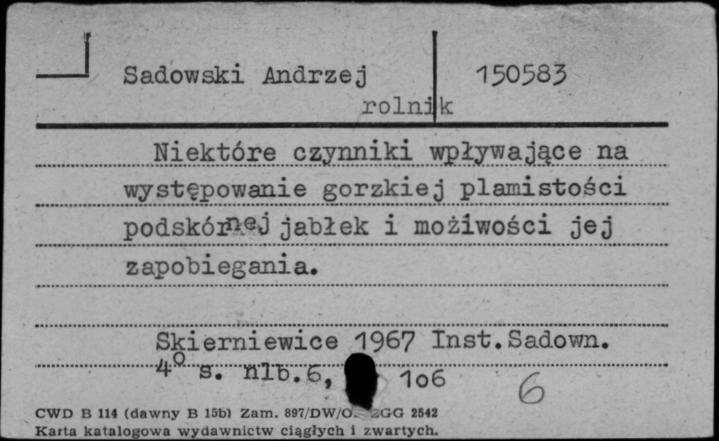 Sadowski Andrzej 150583
rolnik
Niektóre czynniki wpływające na
występowanie gorzkiej plamistości
podskórnej jabłek i możiwości jej
zapobiegania.
Skierniewice 1967 Inst.Sadown.
4° s. nlb.6, 106
6
CWD B 114 (dawny B 15b) Zam. 897/DW/O. ZGG 2542
Karta katalogowa wydawnictw ciągłych i zwartych.